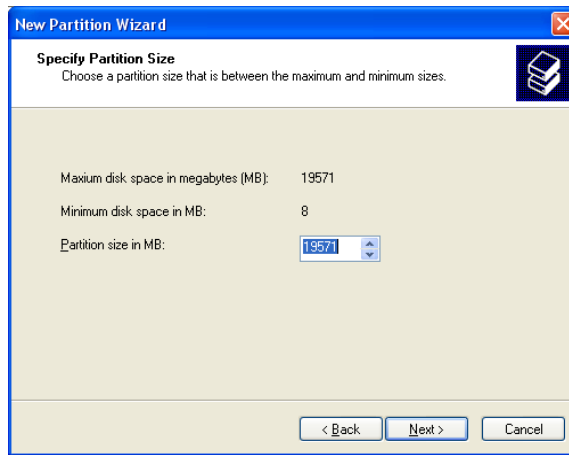 New Partition Wizard
Specify Partition Size
Choose a partition size that is between the maximum and minimum sizes.
Maxium disk space in megabytes (MB): 19571
Minimum disk space in MB: 8
Partition size in MB: 19571
< Back Next > Cancel